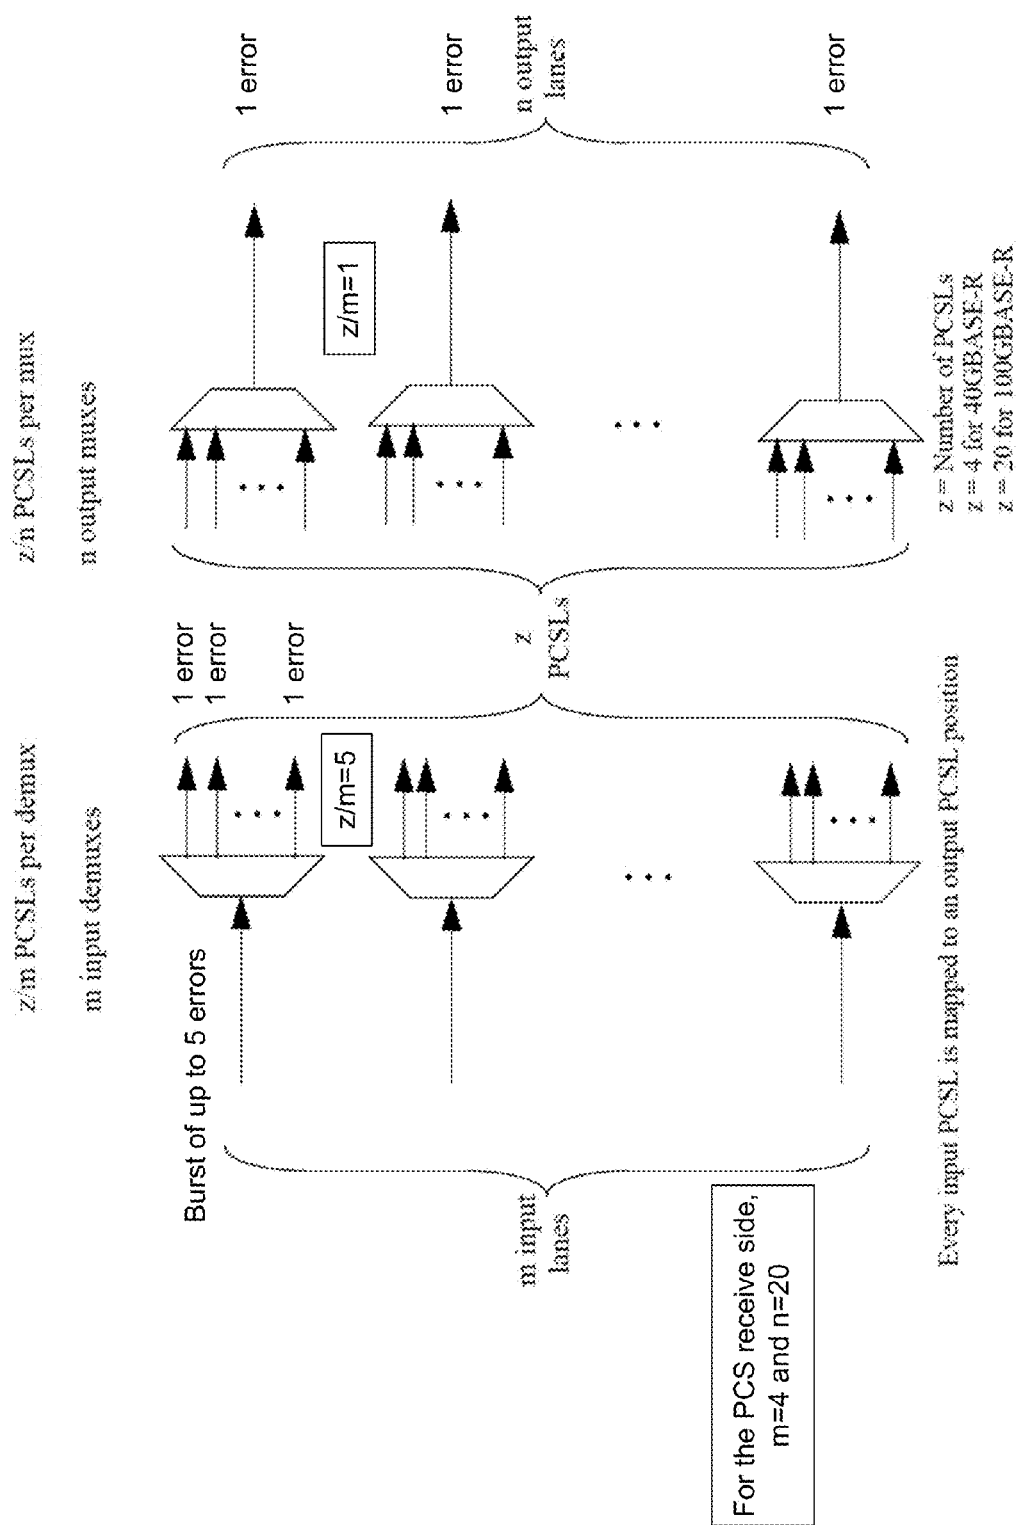 z/m PCSLs per demux
m input demuxes
z/n PCSLs per mux
n output muxes
Burst of up to 5 errors
1 error
1 error
1 error
z/m=5
z/m=1
1 error
1 error
1 error
m input
lanes
z
PCSLs
n output
lanes
For the PCS receive side,
m=4 and n=20
Every input PCSL is mapped to an output PCSL position
z = Number of PCSLs
z = 4 for 40GBASE-R
z = 20 for 100GBASE-R